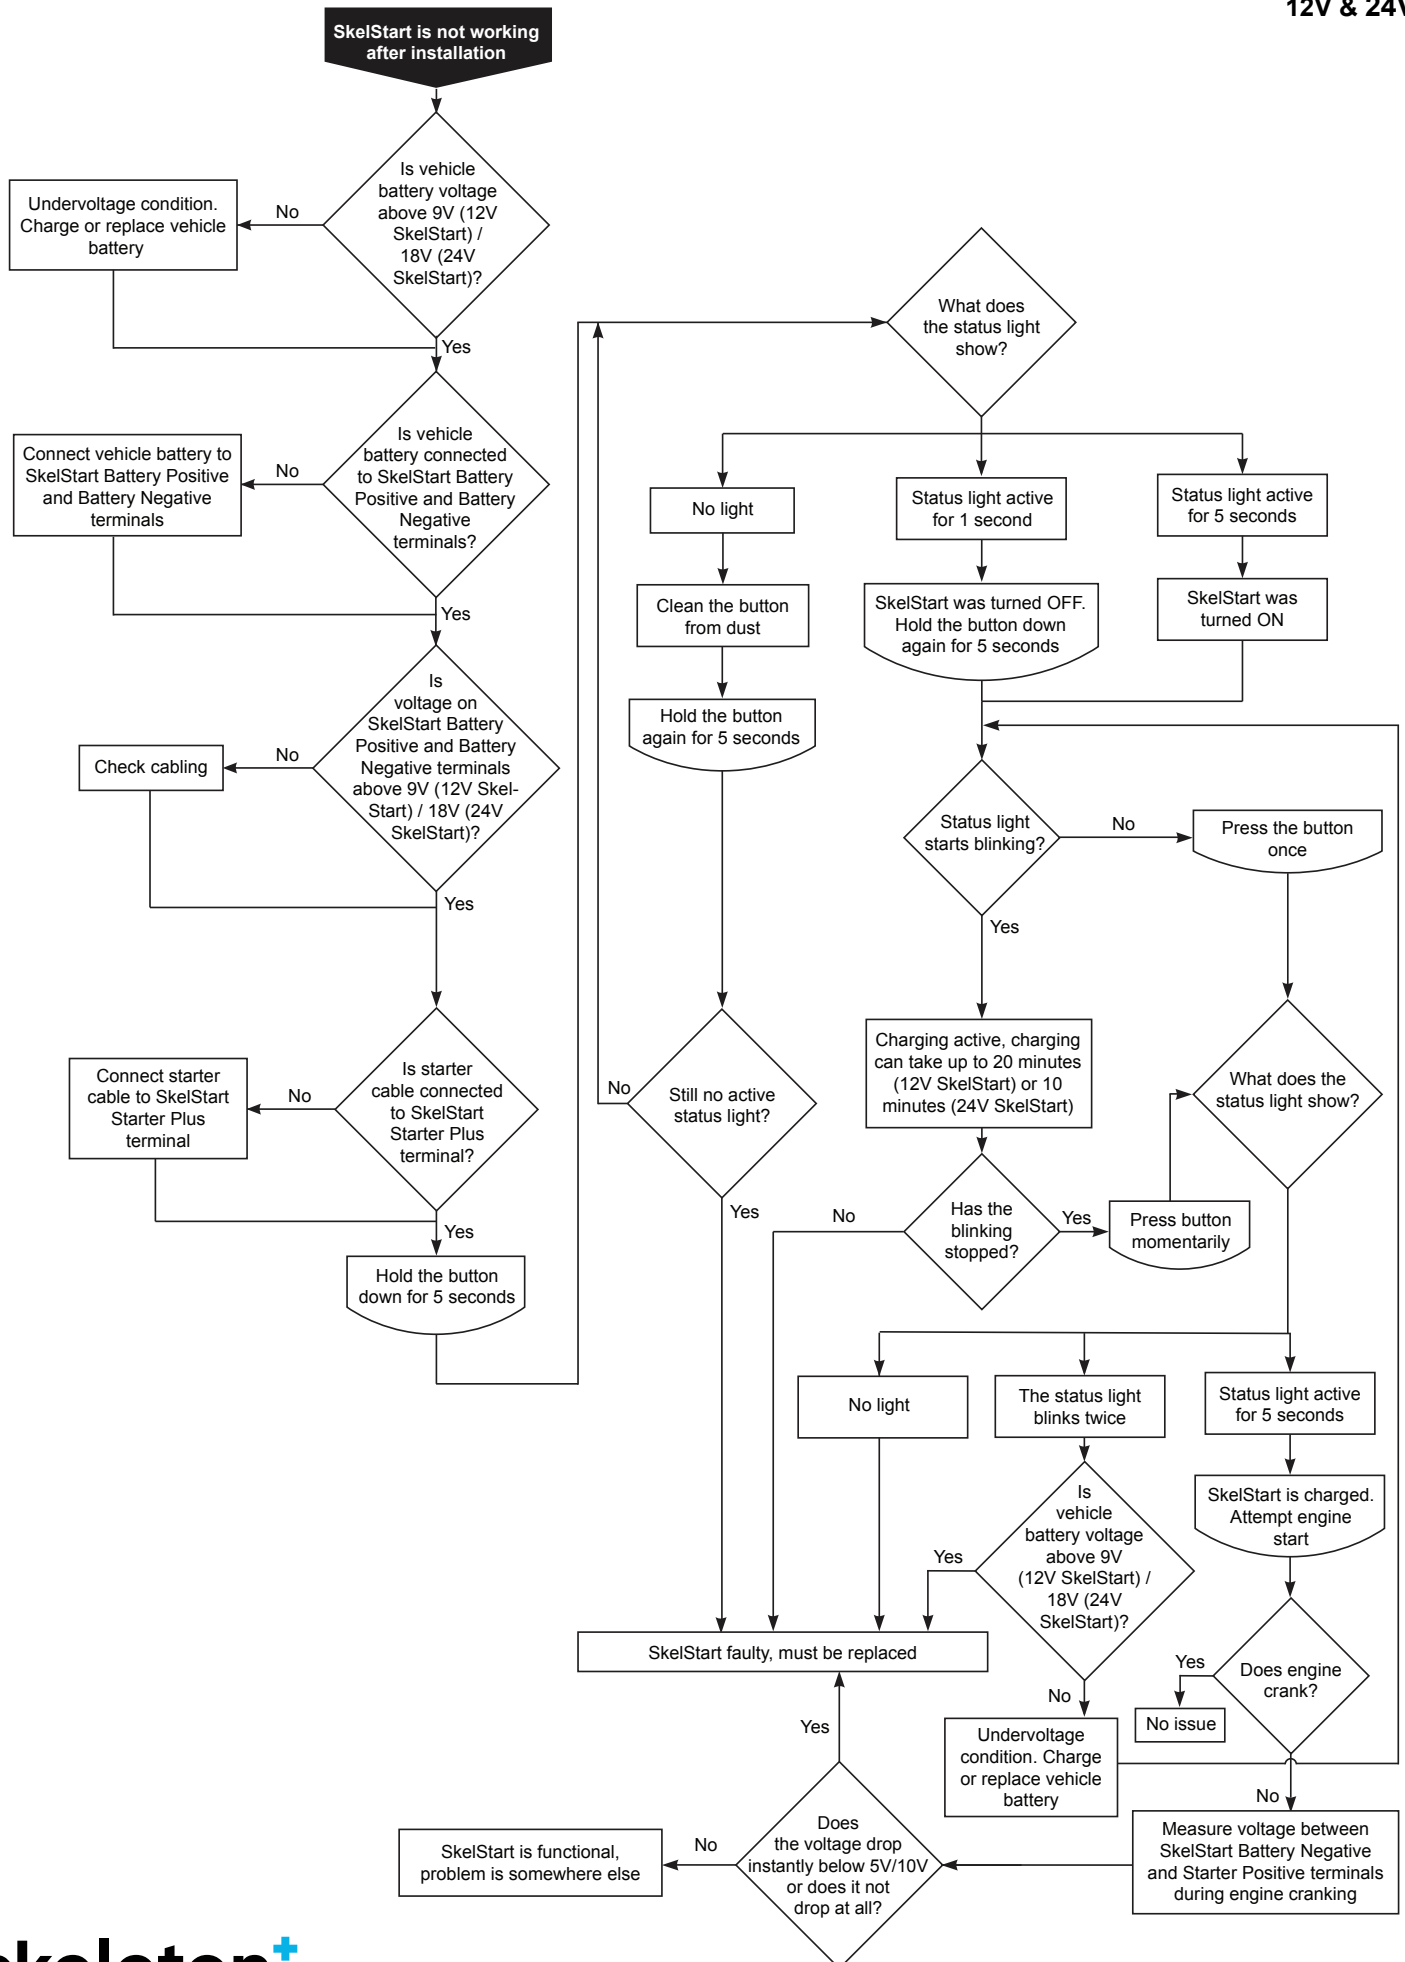 12V & 24V
SkelStart is not working
after installation
Is vehicle
battery voltage
above 9V (12V
SkelStart) /
18V (24V
SkelStart)?
No
Undervoltage condition.
Charge or replace vehicle
battery
Yes
Is vehicle
battery connected
to SkelStart Battery
Positive and Battery
Negative
terminals?
No
Connect vehicle battery to
SkelStart Battery Positive
and Battery Negative
terminals
Yes
Is
voltage on
SkelStart Battery
Positive and Battery
Negative terminals
above 9V (12V Skel-
Start) / 18V (24V
SkelStart)?
No
Check cabling
Yes
Is starter
cable connected
to SkelStart
Starter Plus
terminal?
No
Connect starter
cable to SkelStart
Starter Plus
terminal
Yes
Hold the button
down for 5 seconds
What does
the status light
show?
No light
Clean the button
from dust
Hold the button
again for 5 seconds
Still no active
status light?
No
Yes
Status light active
for 1 second
SkelStart was turned OFF.
Hold the button down
again for 5 seconds
Status light active
for 5 seconds
SkelStart was
turned ON
Status light
starts blinking?
No
Press the button
once
Yes
Charging active, charging
can take up to 20 minutes
(12V SkelStart) or 10
minutes (24V SkelStart)
Has the
blinking
stopped?
No
Yes
Press button
momentarily
What does the
status light show?
No light
The status light
blinks twice
Status light active
for 5 seconds
Is
vehicle
battery voltage
above 9V
(12V SkelStart) /
18V (24V
SkelStart)?
Yes
No
SkelStart is charged.
Attempt engine
start
Does engine
crank?
Yes
No issue
No
SkelStart faulty, must be replaced
Undervoltage
condition. Charge
or replace vehicle
battery
Measure voltage between
SkelStart Battery Negative
and Starter Positive terminals
during engine cranking
Does
the voltage drop
instantly below 5V/10V
or does it not
drop at all?
Yes
No
SkelStart is functional,
problem is somewhere else
skeleton+